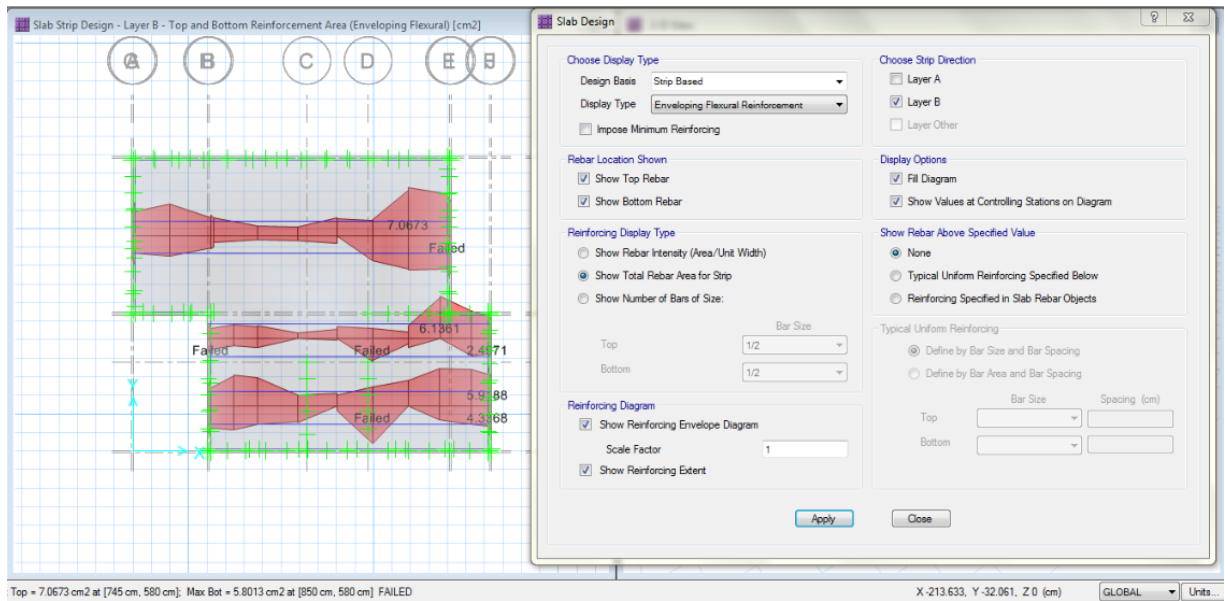 Slab Strip Design - Layer B - Top and Bottom Reinforcement Area (Enveloping Flexural) [cm2]
B
C
D
7.0673
Failed
6.1361
Failed
Failed
Failed
X
Top = 7.0673 cm2 at [745 cm, 580 cm]; Max Bot = 5.8013 cm2 at [850 cm, 580 cm] FAILED
X -213.633, Y -32.061, Z 0 (cm)
GLOBAL
Units...
Slab Design
Choose Display Type
Design Basis
Strip Based
Display Type
Enveloping Flexural Reinforcement
Impose Minimum Reinforcing
Rebar Location Shown
Show Top Rebar
Show Bottom Rebar
Reinforcing Display Type
Show Rebar Intensity (Area/Unit Width)
Show Total Rebar Area for Strip
Show Number of Bars of Size:
Bar Size
Top
1/2
Bottom
1/2
Reinforcing Diagram
Show Reinforcing Envelope Diagram
Scale Factor
1
Show Reinforcing Extent
Choose Strip Direction
Layer A
Layer B
Layer Other
Display Options
Fill Diagram
Show Values at Controlling Stations on Diagram
Show Rebar Above Specified Value
None
Typical Uniform Reinforcing Specified Below
Reinforcing Specified in Slab Rebar Objects
Typical Uniform Reinforcing
Define by Bar Size and Bar Spacing
Define by Bar Area and Bar Spacing
Bar Size
Spacing (cm)
Top
Bottom
Apply
Close